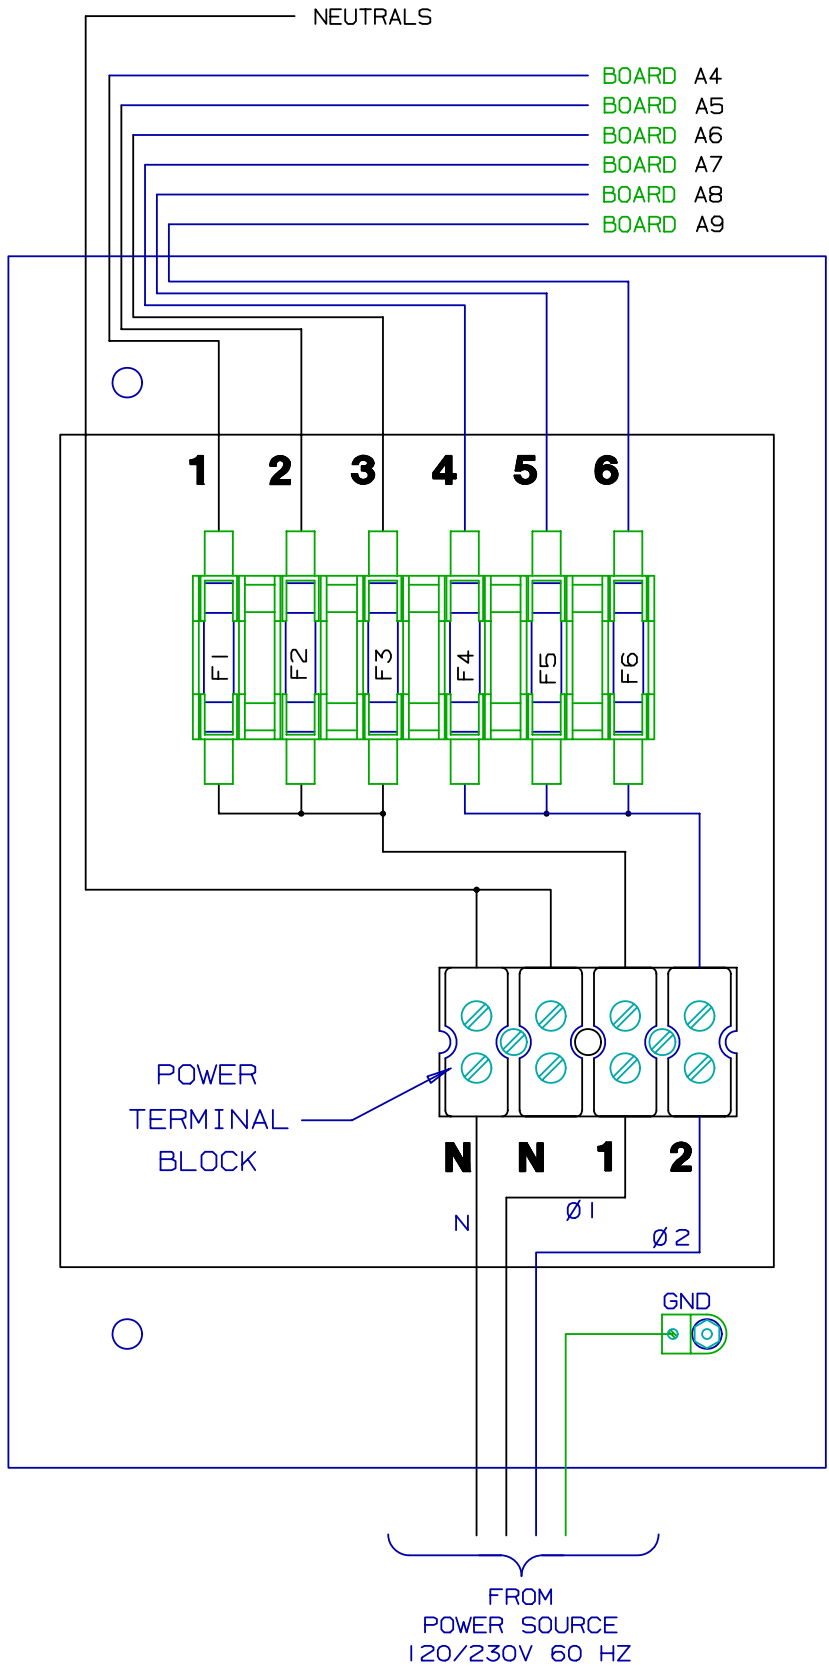 NEUTRALS
BOARD A4
BOARD A5
BOARD A6
BOARD A7
BOARD A8
BOARD A9
1 2 3 4 5 6
F1 F2 F3 F4 F5 F6
POWER
TERMINAL
BLOCK
N N 1 2
N
Ø1
Ø2
GND
FROM
POWER SOURCE
120/230V 60 HZ